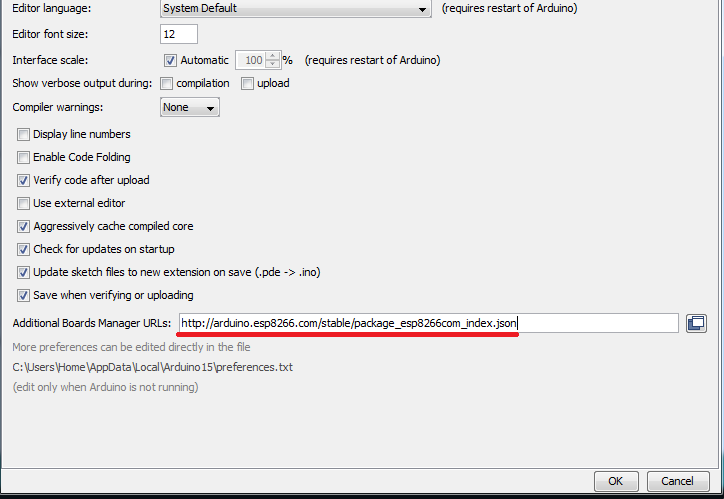 Editor language: System Default (requires restart of Arduino)
Editor font size: 12
Interface scale: Automatic 100 % (requires restart of Arduino)
Show verbose output during: compilation upload
Compiler warnings: None
Display line numbers
Enable Code Folding
Verify code after upload
Use external editor
Aggressively cache compiled core
Check for updates on startup
Update sketch files to new extension on save (.pde -> .ino)
Save when verifying or uploading
Additional Boards Manager URLs: http://arduino.esp8266.com/stable/package_esp8266com_index.json
More preferences can be edited directly in the file
C:\Users\Home\AppData\Local\Arduino15\preferences.txt
(edit only when Arduino is not running)
OK Cancel